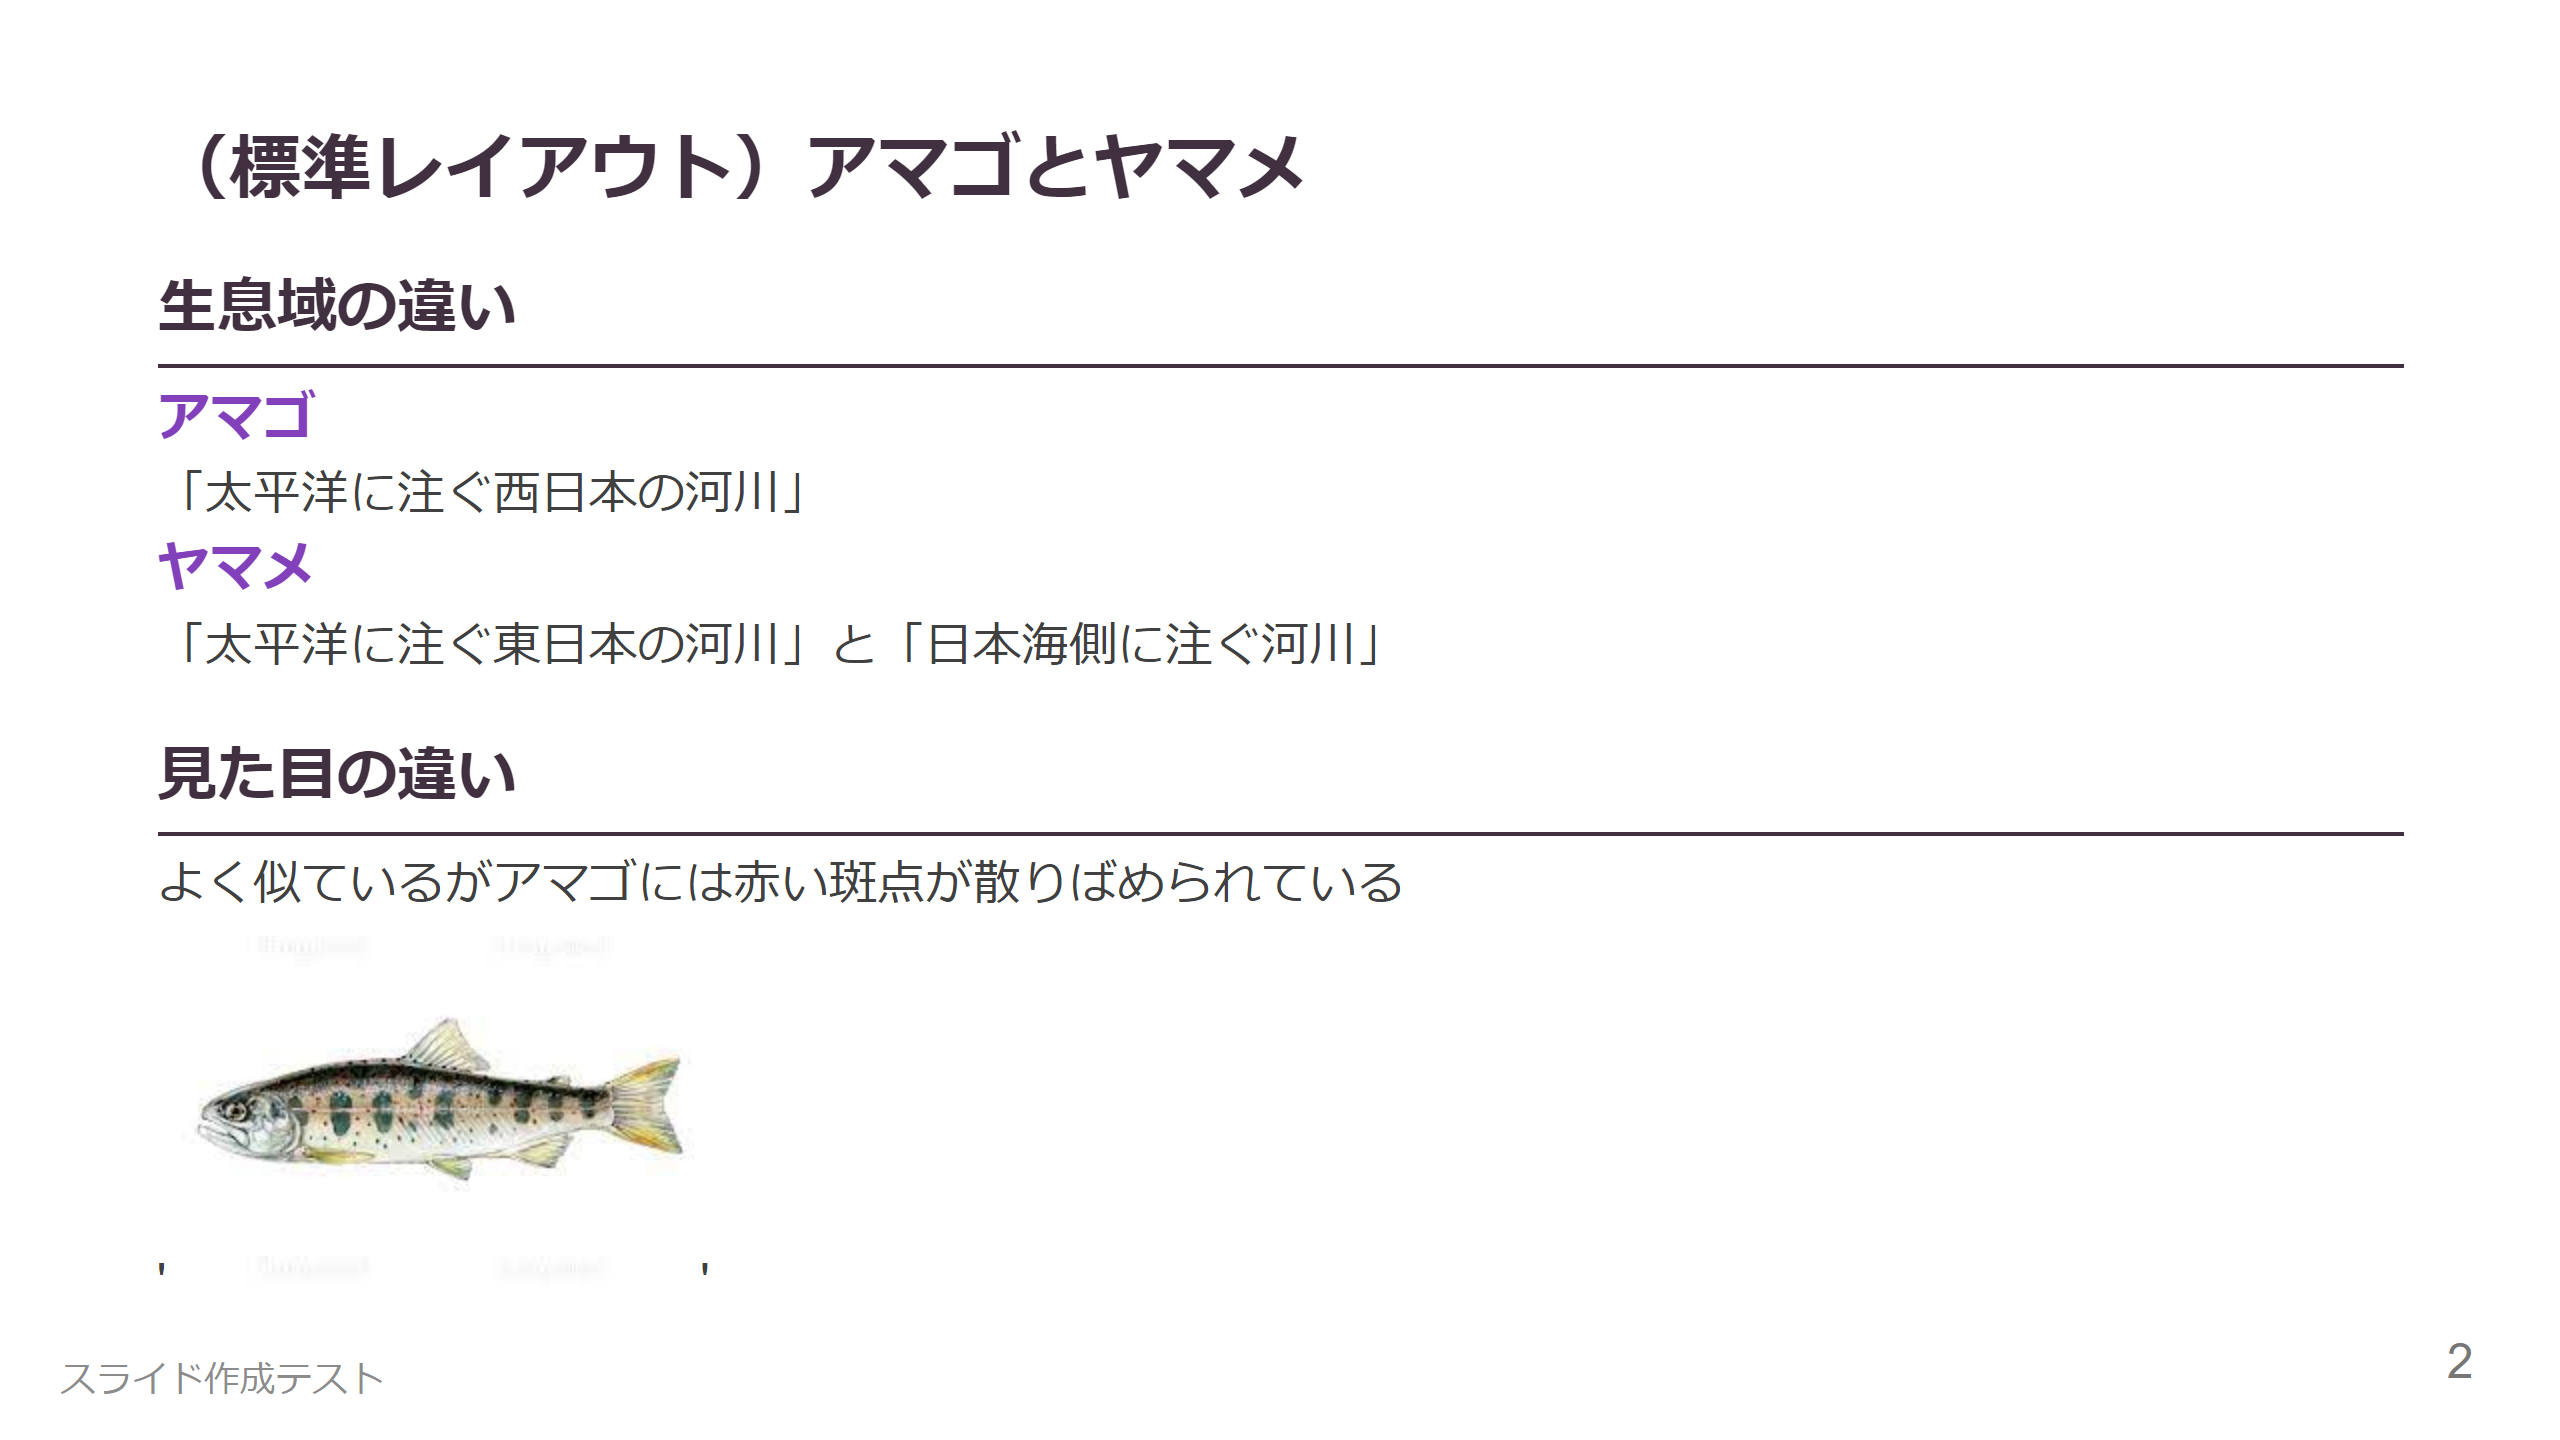 （標準レイアウト）アマゴとヤマメ
生息域の違い
アマゴ
「太平洋に注ぐ西日本の河川」
ヤマメ
「太平洋に注ぐ東日本の河川」と「日本海側に注ぐ河川」
見た目の違い
よく似ているがアマゴには赤い斑点が散りばめられている
' '
スライド作成テスト
2